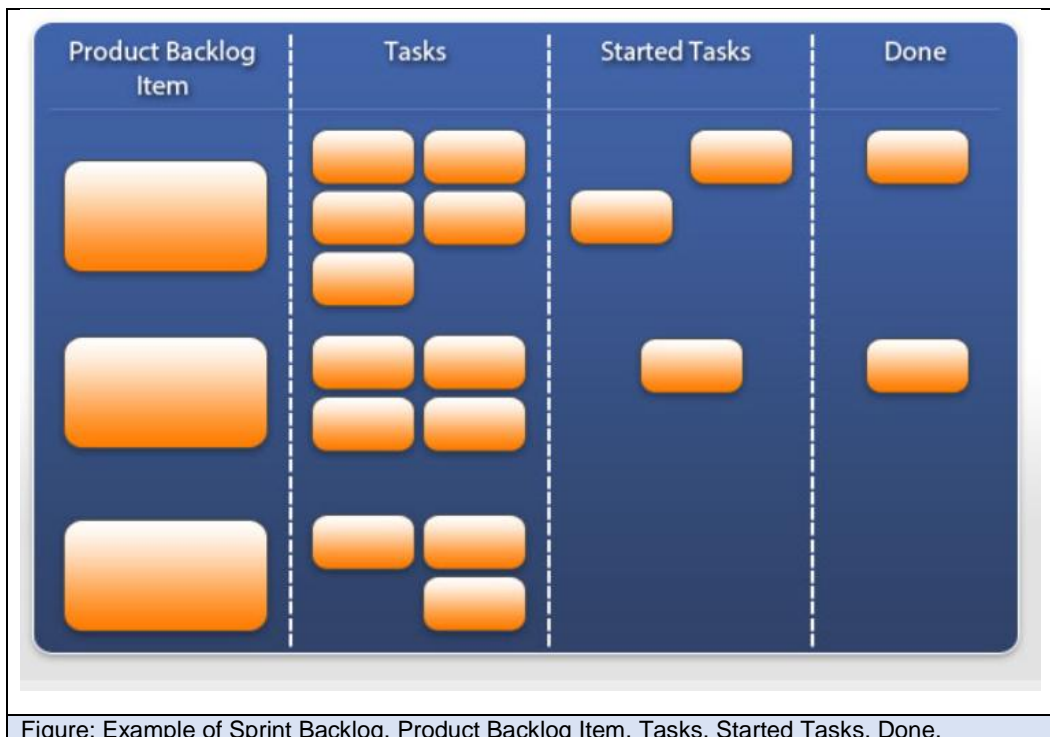 Product Backlog
Item
Tasks
Started Tasks
Done
Figure: Example of Sprint Backlog. Product Backlog Item. Tasks. Started Tasks. Done.